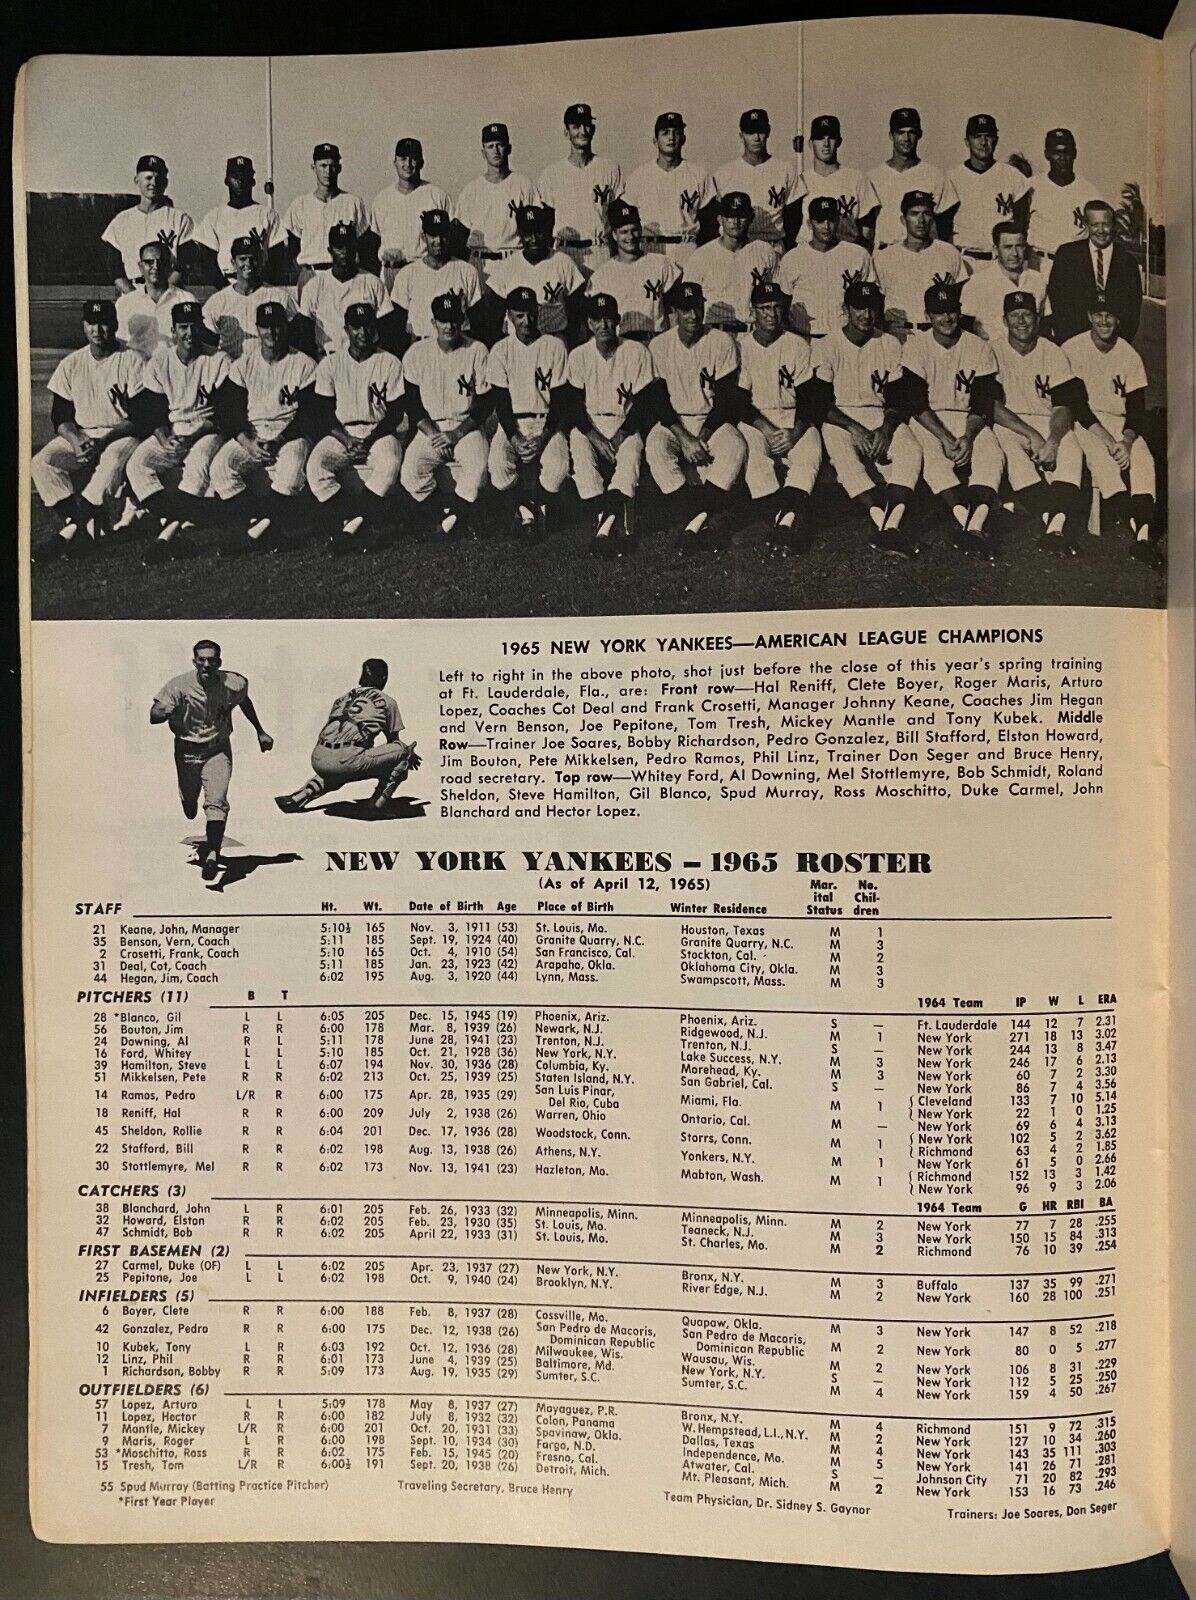 1965 NEW YORK YANKEES—AMERICAN LEAGUE CHAMPIONS
Left to right in the above photo, shot just before the close of this year's spring training
at Ft. Lauderdale, Fla., are: Front row—Hal Reniff, Clete Boyer, Roger Maris, Arturo
Lopez, Coaches Cot Deal and Frank Crosetti, Manager Johnny Keane, Coaches Jim Hegan
and Vern Benson, Joe Pepitone, Tom Tresh, Mickey Mantle and Tony Kubek. Middle
Row—Trainer Joe Soares, Bobby Richardson, Pedro Gonzalez, Bill Stafford, Elston Howard,
Jim Bouton, Pete Mikkelsen, Pedro Ramos, Phil Linz, Trainer Don Seger and Bruce Henry,
road secretary. Top row—Whitey Ford, Al Downing, Mel Stottlemyre, Bob Schmidt, Roland
Sheldon, Steve Hamilton, Gil Blanco, Spud Murray, Ross Moschitto, Duke Carmel, John
Blanchard and Hector Lopez.
NEW YORK YANKEES – 1965 ROSTER
(As of April 12, 1965)
STAFF Ht. Wt. Date of Birth Age Place of Birth Winter Residence Mar. ital Status No. Chil- dren
21 Keane, John, Manager 5:10½ 165 Nov. 3, 1911 (53) St. Louis, Mo. Houston, Texas M 1
35 Benson, Vern, Coach 5:11 185 Sept. 19, 1924 (40) Granite Quarry, N.C. Granite Quarry, N.C. M 3
2 Crosetti, Frank, Coach 5:10 165 Oct. 4, 1910 (54) San Francisco, Cal. Stockton, Cal. M 2
31 Deal, Cot, Coach 5:11 185 Jan. 23, 1923 (42) Arapaho, Okla. Oklahoma City, Okla. M 3
44 Hegan, Jim, Coach 6:02 195 Aug. 3, 1920 (44) Lynn, Mass. Swampscott, Mass. M 3
PITCHERS (11) B T 1964 Team IP W L ERA
28 *Blanco, Gil L L 6:05 205 Dec. 15, 1945 (19) Phoenix, Ariz. Phoenix, Ariz. S — Ft. Lauderdale 144 12 7 2.31
56 Bouton, Jim R R 6:00 178 Mar. 8, 1939 (26) Newark, N.J. Ridgewood, N.J. M 1 New York 271 18 13 3.02
24 Downing, Al R L 5:11 178 June 28, 1941 (23) Trenton, N.J. Trenton, N.J. S — New York 244 13 8 3.47
16 Ford, Whitey L L 5:10 185 Oct. 21, 1928 (36) New York, N.Y. Lake Success, N.Y. M 3 New York 246 17 6 2.13
39 Hamilton, Steve L L 6:07 194 Nov. 30, 1936 (28) Columbia, Ky. Morehead, Ky. M 3 New York 60 7 2 3.30
51 Mikkelsen, Pete R R 6:02 213 Oct. 25, 1939 (25) Staten Island, N.Y. San Gabriel, Cal. S — New York 86 7 4 3.56
14 Ramos, Pedro L/R R 6:00 175 Apr. 28, 1935 (29) San Luis Pinar, Miami, Fla. M 1 Cleveland 133 7 10 5.14
Del Rio, Cuba New York 22 1 0 1.25
18 Reniff, Hal R R 6:00 209 July 2, 1938 (26) Warren, Ohio Ontario, Cal. M — New York 69 6 4 3.13
45 Sheldon, Rollie R R 6:04 201 Dec. 17, 1936 (28) Woodstock, Conn. Storrs, Conn. M 1 New York 102 5 2 3.62
Richmond 63 4 2 1.85
22 Stafford, Bill R R 6:02 198 Aug. 13, 1938 (26) Athens, N.Y. Yonkers, N.Y. M 1 New York 61 5 0 2.66
30 Stottlemyre, Mel R R 6:02 173 Nov. 13, 1941 (23) Hazleton, Mo. Mabton, Wash. M 1 Richmond 152 13 3 1.42
New York 96 9 3 2.06
CATCHERS (3) 1964 Team G HR RBI BA
38 Blanchard, John L R 6:01 205 Feb. 26, 1933 (32) Minneapolis, Minn. Minneapolis, Minn. M 2 New York 77 7 28 .255
32 Howard, Elston R R 6:02 205 Feb. 23, 1930 (35) St. Louis, Mo. Teaneck, N.J. M 3 New York 150 15 84 .313
47 Schmidt, Bob R R 6:02 205 April 22, 1933 (31) St. Louis, Mo. St. Charles, Mo. M 2 Richmond 76 10 39 .254
FIRST BASEMEN (2)
27 Carmel, Duke (OF) L L 6:02 205 Apr. 23, 1937 (27) New York, N.Y. Bronx, N.Y. M 3 Buffalo 137 35 99 .271
25 Pepitone, Joe L L 6:02 198 Oct. 9, 1940 (24) Brooklyn, N.Y. River Edge, N.J. M 2 New York 160 28 100 .251
INFIELDERS (5)
6 Boyer, Clete R R 6:00 188 Feb. 8, 1937 (28) Cossville, Mo. Quapaw, Okla. M 3 New York 147 8 52 .218
42 Gonzalez, Pedro R R 6:00 175 Dec. 12, 1938 (26) San Pedro de Macoris, San Pedro de Macoris, M 2 New York 80 0 5 .277
Dominican Republic Dominican Republic
10 Kubek, Tony L R 6:03 192 Oct. 12, 1936 (28) Milwaukee, Wis. Wausau, Wis. M 2 New York 106 8 31 .229
12 Linz, Phil R R 6:01 173 June 4, 1939 (25) Baltimore, Md. New York, N.Y. S — New York 112 5 25 .250
1 Richardson, Bobby R R 5:09 173 Aug. 19, 1935 (29) Sumter, S.C. Sumter, S.C. M 4 New York 159 4 50 .267
OUTFIELDERS (6)
57 Lopez, Arturo L L 5:09 178 May 8, 1937 (27) Mayaguez, P.R. Bronx, N.Y. M 4 Richmond 151 9 72 .315
11 Lopez, Hector R R 6:00 182 July 8, 1932 (32) Colon, Panama W. Hempstead, L.I., N.Y. M 2 New York 127 10 34 .260
7 Mantle, Mickey L/R R 6:00 201 Oct. 20, 1931 (33) Spavinaw, Okla. Dallas, Texas M 4 New York 143 35 111 .303
9 Maris, Roger L R 6:00 198 Sept. 10, 1934 (30) Fargo, N.D. Independence, Mo. M 5 New York 141 26 71 .281
53 *Moschitto, Ross R R 6:02 175 Feb. 15, 1945 (20) Fresno, Cal. Atwater, Cal. S — Johnson City 71 20 82 .293
15 Tresh, Tom L/R R 6:00½ 191 Sept. 20, 1938 (26) Detroit, Mich. Mt. Pleasant, Mich. M 2 New York 153 16 73 .246
55 Spud Murray (Batting Practice Pitcher) Traveling Secretary, Bruce Henry Team Physician, Dr. Sidney S. Gaynor Trainers: Joe Soares, Don Seger
*First Year Player